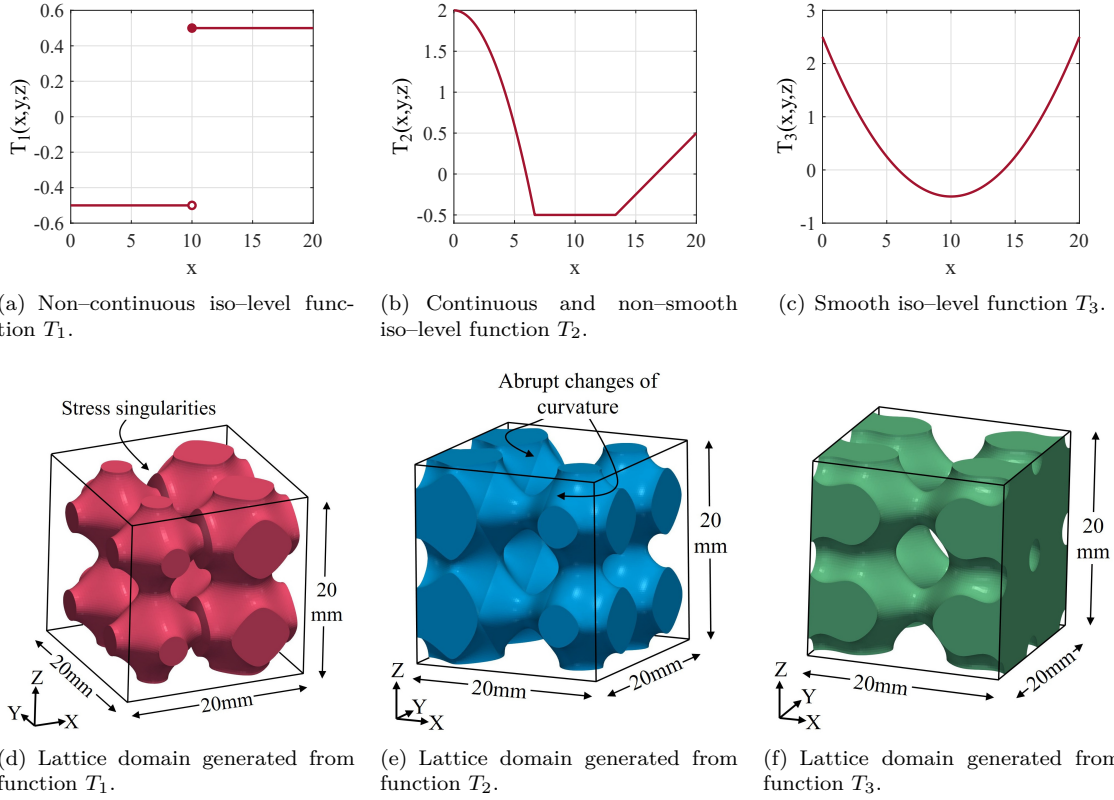 0.6
0.4
0.2
0
-0.2
-0.4
-0.6
T1(x,y,z)
0 5 10 15 20
x
2
1.5
1
0.5
0
-0.5
T2(x,y,z)
0 5 10 15 20
x
3
2
1
0
-1
T3(x,y,z)
0 5 10 15 20
x
a) Non–continuous iso–level func-
tion T1.
(b) Continuous and non–smooth
iso–level function T2.
(c) Smooth iso–level function T3.
Stress singularities
20
mm
20mm
20mm
Z
Y
X
Abrupt changes of
curvature
20
mm
20mm
20mm
Z
Y
X
20
mm
20mm
20mm
Z
Y
X
d) Lattice domain generated from
function T1.
(e) Lattice domain generated from
function T2.
(f) Lattice domain generated from
function T3.